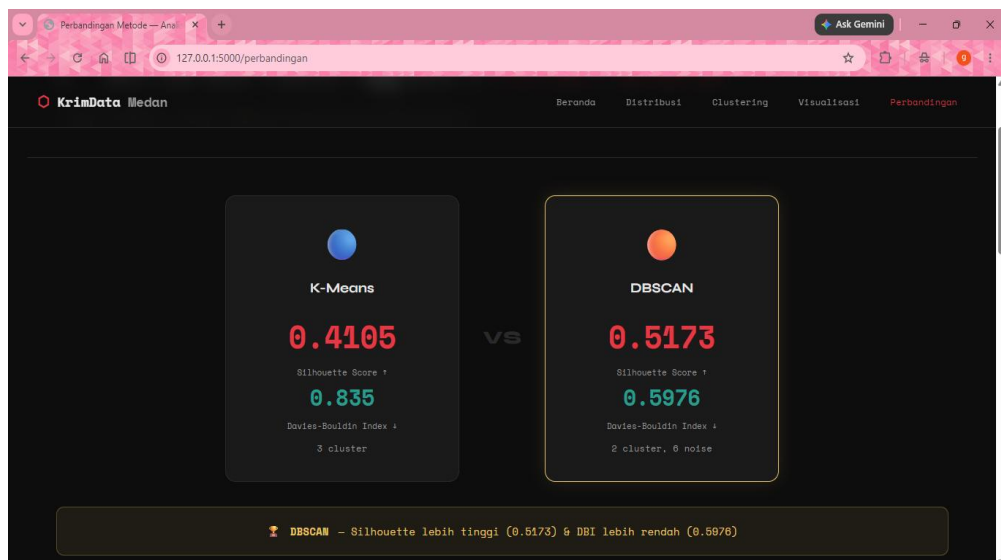 Perbandingan Metode — Anal
Ask Gemini
127.0.0.1:5000/perbandingan
g
KrimData Medan
Beranda Distribusi Clustering Visualisasi Perbandingan
K-Means
0.4105
Silhouette Score ↑
0.835
Davies-Bouldin Index ↓
3 cluster
VS
DBSCAN
0.5173
Silhouette Score ↑
0.5976
Davies-Bouldin Index ↓
2 cluster, 6 noise
DBSCAN — Silhouette lebih tinggi (0.5173) & DBI lebih rendah (0.5976)